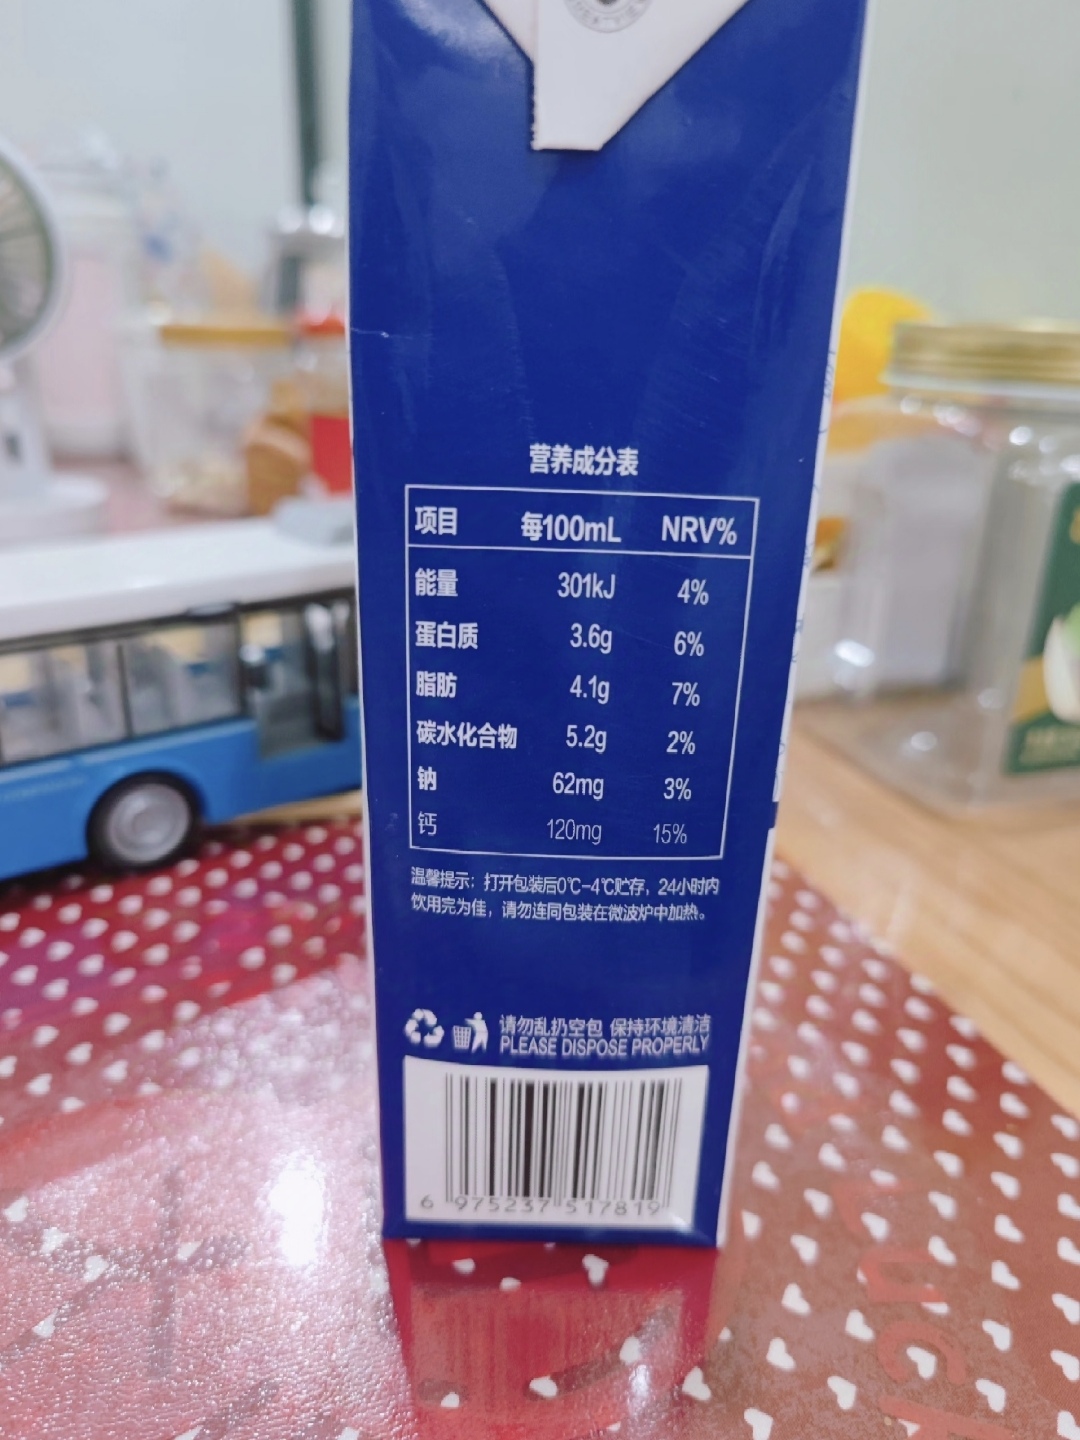 营养成分表
项目 每100mL NRV%
能量 301kJ 4%
蛋白质 3.6g 6%
脂肪 4.1g 7%
碳水化合物 5.2g 2%
钠 62mg 3%
钙 120mg 15%
温馨提示：打开包装后0℃-4℃贮存，24小时内
饮用完为佳，请勿连同包装在微波炉中加热。
请勿乱扔空包 保持环境清洁
PLEASE DISPOSE PROPERLY
6 975237 517819